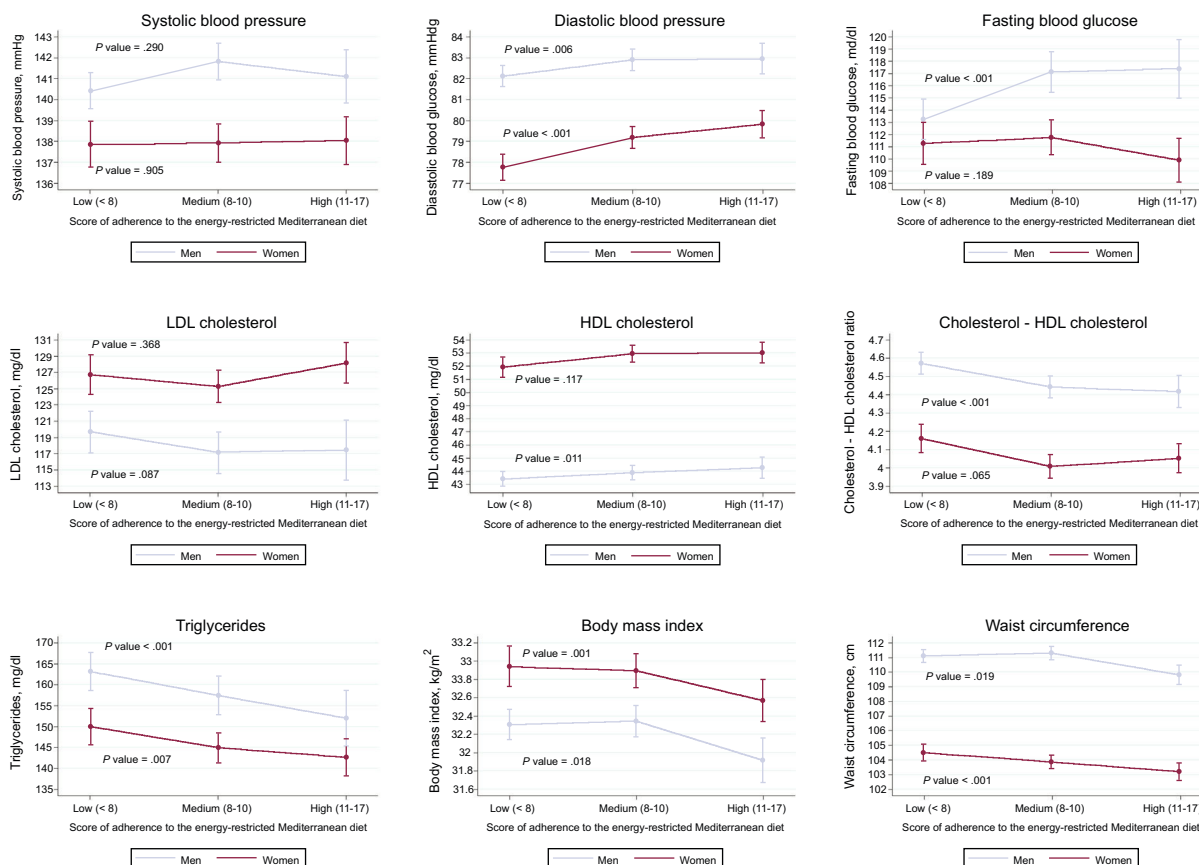 Systolic blood pressure
Systolic blood pressure, mmHg
143
142
141
140
139
138
137
136
P value = .290
P value = .905
Low (< 8)
Medium (8-10)
High (11-17)
Score of adherence to the energy-restricted Mediterranean diet
Men
Women
Diastolic blood pressure
Diasstolic blood glucose, mmHdg
84
83
82
81
80
79
78
77
P value = .006
P value < .001
Low (< 8)
Medium (8-10)
High (11-17)
Score of adherence to the energy-restricted Mediterranean diet
Men
Women
Fasting blood glucose
Fasting blood glucose, md/dl
120
119
117
116
115
114
113
112
110
109
108
P value < .001
P value = .189
Low (< 8)
Medium (8-10)
High (11-17)
Score of adherence to the energy-restricted Mediterranean diet
Men
Women
LDL cholesterol
LDL cholesterol, mg/dl
131
129
127
125
123
121
119
117
115
113
P value = .368
P value = .087
Low (< 8)
Medium (8-10)
High (11-17)
Score of adherence to the energy-restricted Mediterranean diet
Men
Women
HDL cholesterol
HDL cholesterol, mg/dl
54
53
52
51
50
49
48
47
46
45
44
43
P value = .117
P value = .011
Low (< 8)
Medium (8-10)
High (11-17)
Score of adherence to the energy-restricted Mediterranean diet
Men
Women
Cholesterol - HDL cholesterol
Cholesterol - HDL cholesterol ratio
4.7
4.6
4.5
4.4
4.3
4.2
4.1
4
3.9
P value < .001
P value = .065
Low (< 8)
Medium (8-10)
High (11-17)
Score of adherence to the energy-restricted Mediterranean diet
Men
Women
Triglycerides
Triglycerides, mg/dl
170
165
160
155
150
145
140
135
P value < .001
P value = .007
Low (< 8)
Medium (8-10)
High (11-17)
Score of adherence to the energy-restricted Mediterranean diet
Men
Women
Body mass index
Body mass index, kg/m²
33.2
33
32.8
32.6
32.4
32.2
32
31.8
31.6
P value = .001
P value = .018
Low (< 8)
Medium (8-10)
High (11-17)
Score of adherence to the energy-restricted Mediterranean diet
Men
Women
Waist circumference
Waist circumference, cm
112
111
110
109
108
106
105
104
103
102
P value = .019
P value < .001
Low (< 8)
Medium (8-10)
High (11-17)
Score of adherence to the energy-restricted Mediterranean diet
Men
Women